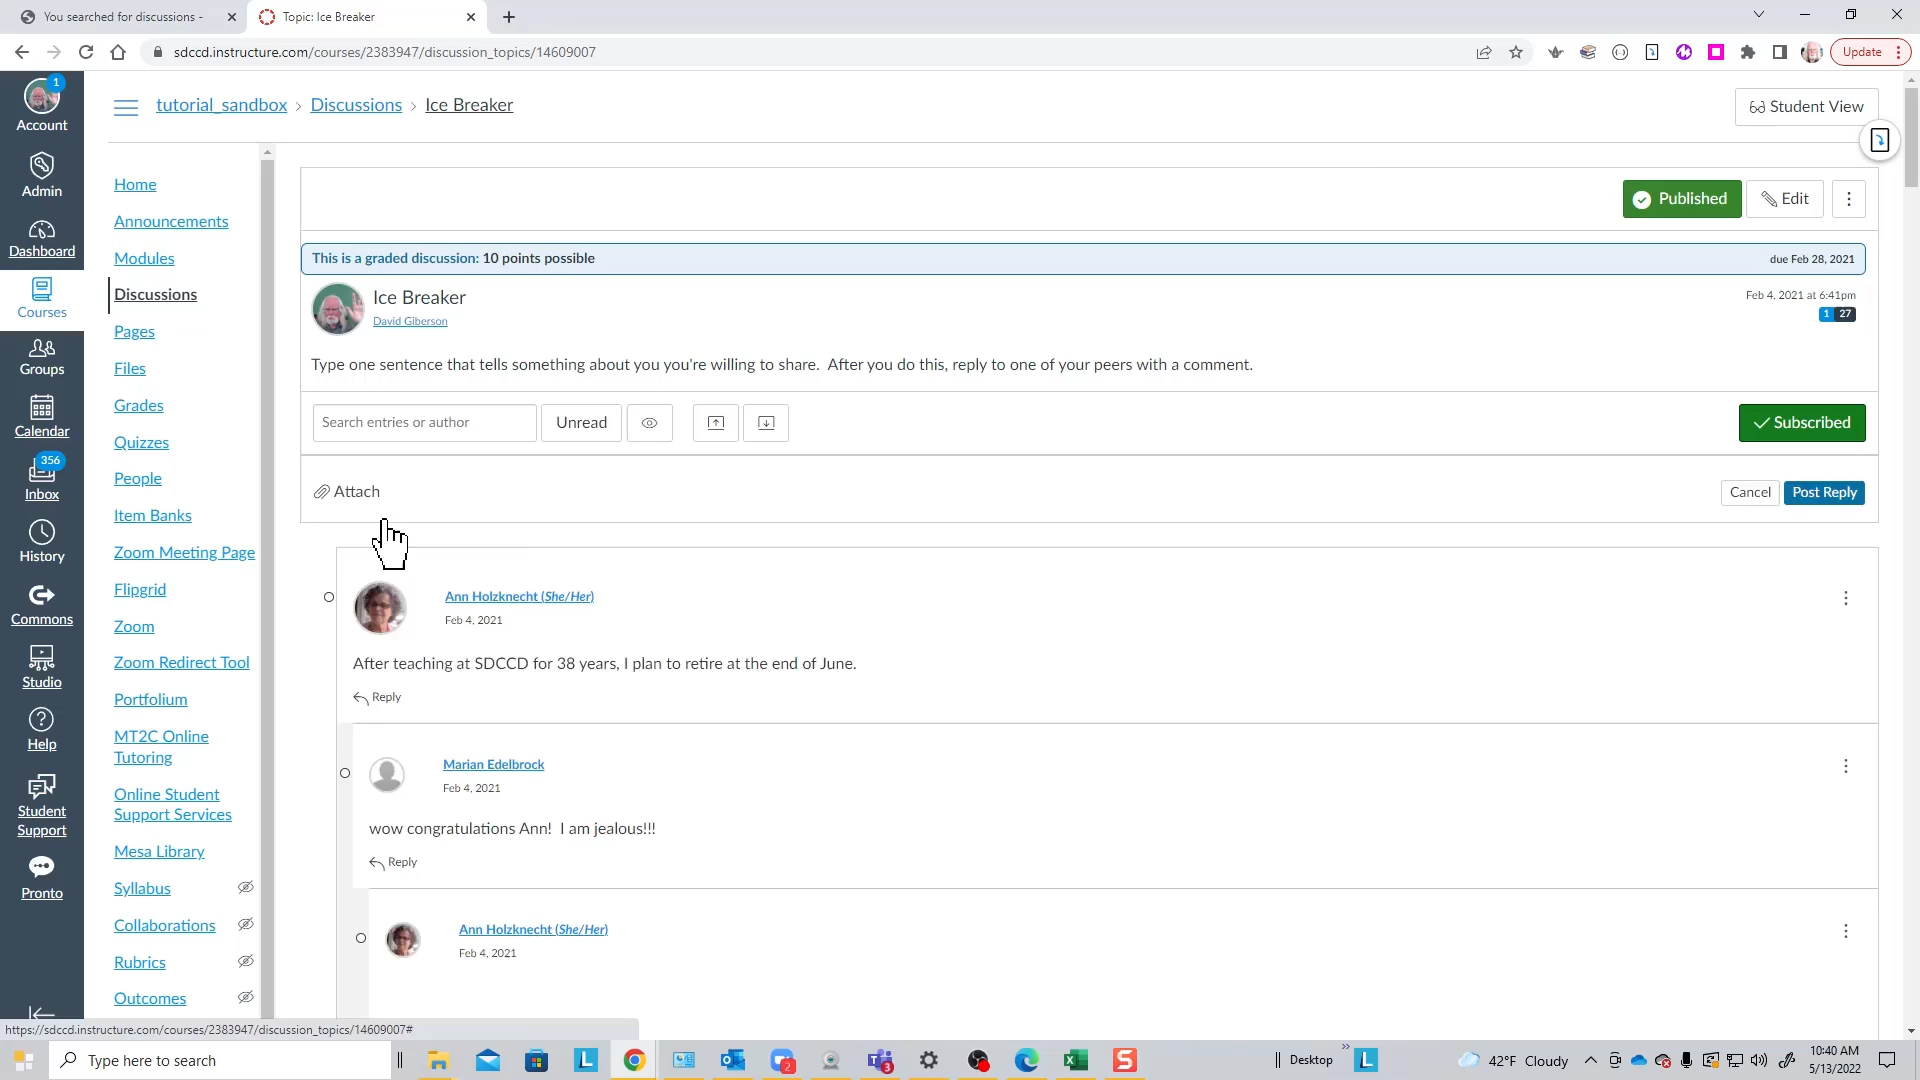 You searched for discussions -
Topic: Ice Breaker
sdccd.instructure.com/courses/2383947/discussion_topics/14609007
Update
1
Account
Admin
Dashboard
Courses
Groups
Calendar
356
Inbox
History
Commons
Studio
Help
Student
Support
Pronto
tutorial_sandbox > Discussions > Ice Breaker
Student View
Home
Announcements
Modules
Discussions
Pages
Files
Grades
Quizzes
People
Item Banks
Zoom Meeting Page
Flipgrid
Zoom
Zoom Redirect Tool
Portfolium
MT2C Online
Tutoring
Online Student
Support Services
Mesa Library
Syllabus
Collaborations
Rubrics
Outcomes
Published
Edit
This is a graded discussion: 10 points possible
due Feb 28, 2021
Ice Breaker
David Giberson
Feb 4, 2021 at 6:41pm
1 27
Type one sentence that tells something about you you're willing to share.  After you do this, reply to one of your peers with a comment.
Search entries or author
Unread
Subscribed
Attach
Cancel
Post Reply
Ann Holzknecht (She/Her)
Feb 4, 2021
After teaching at SDCCD for 38 years, I plan to retire at the end of June.
Reply
Marian Edelbrock
Feb 4, 2021
wow congratulations Ann!  I am jealous!!!
Reply
Ann Holzknecht (She/Her)
Feb 4, 2021
https://sdccd.instructure.com/courses/2383947/discussion_topics/14609007#
Type here to search
L
2
3
S
Desktop
L
42°F Cloudy
10:40 AM
5/13/2022